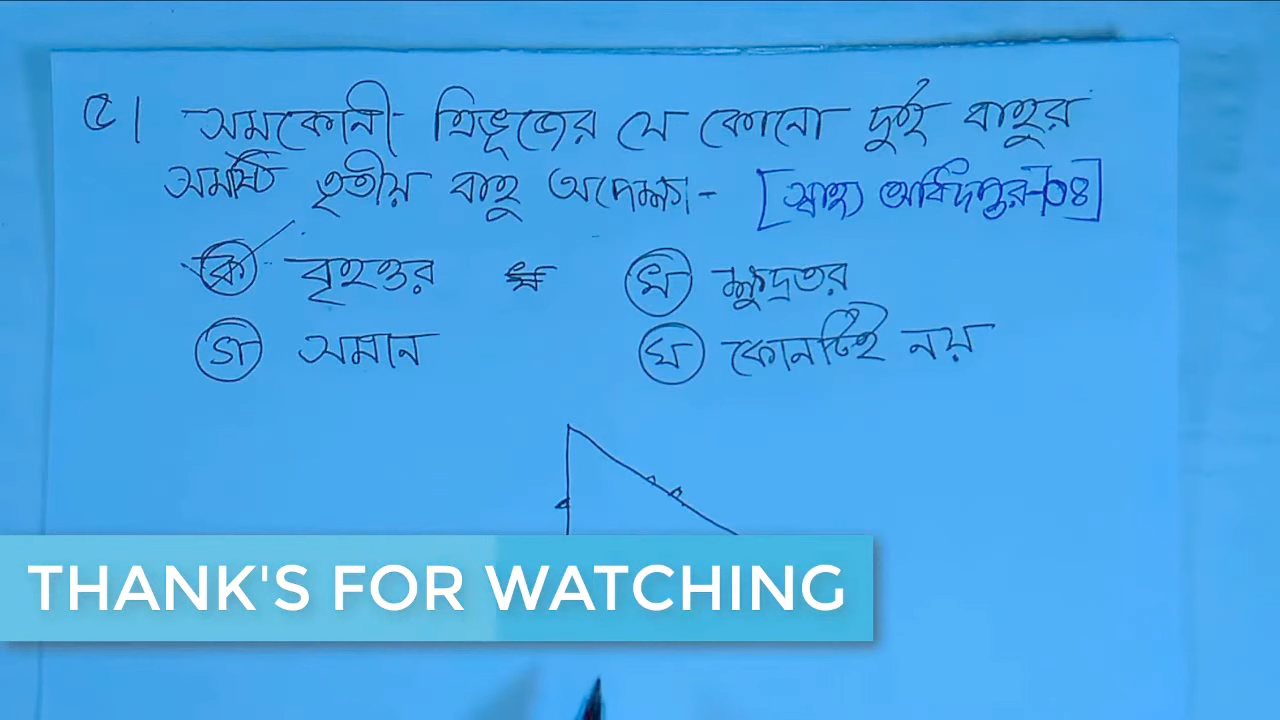 ৫। সমকোনী ত্রিভূজের যে কোনো দুই বাহুর
সমষ্টি তৃতীয় বাহু অপেক্ষা- [স্বাস্থ্য অধিদপ্তর-০৪]
ক বৃহত্তর খ ক্ষুদ্রতর
গ সমান ঘ কোনটিই নয়
THANK'S FOR WATCHING